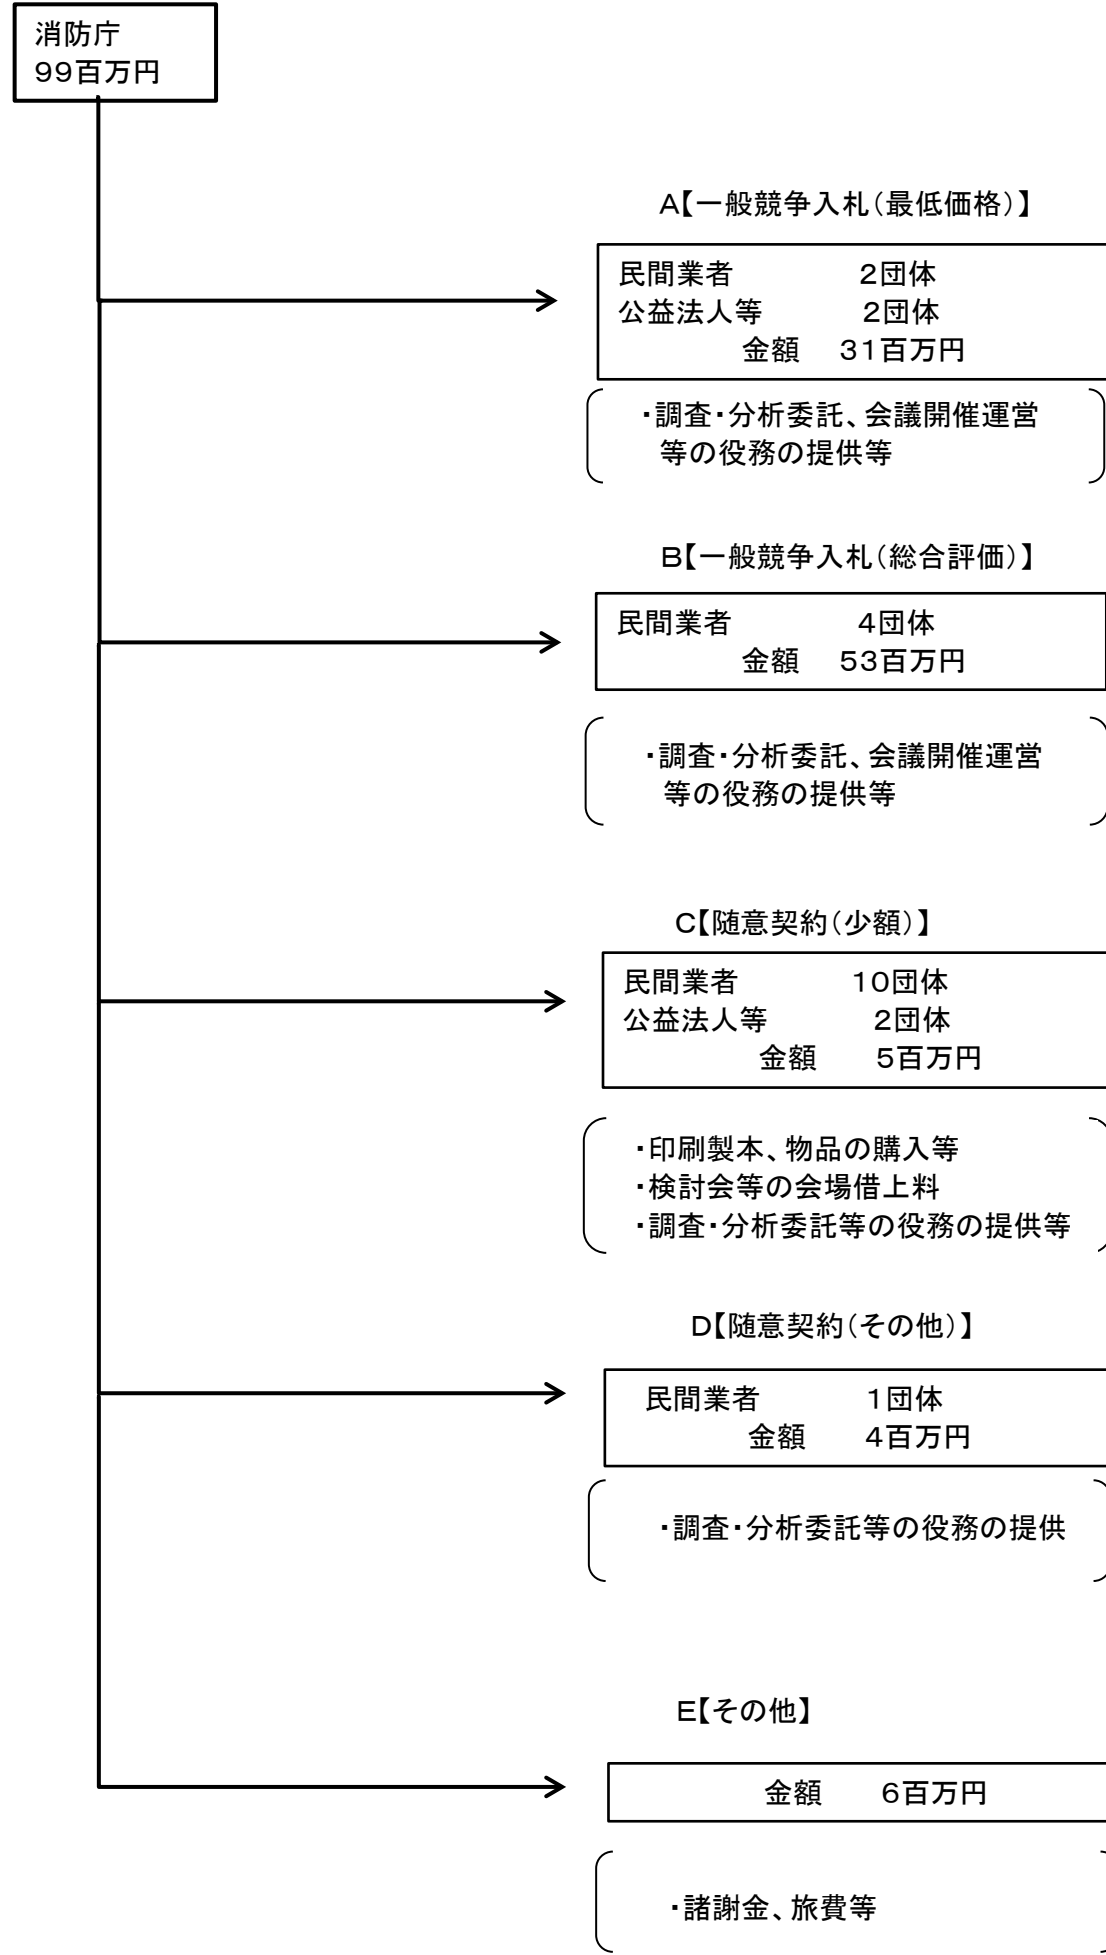 消防庁
99百万円
A【一般競争入札（最低価格）】
民間業者　2団体
公益法人等　2団体
金額　31百万円
・調査・分析委託、会議開催運営
等の役務の提供等
B【一般競争入札（総合評価）】
民間業者　4団体
金額　53百万円
・調査・分析委託、会議開催運営
等の役務の提供等
C【随意契約（少額）】
民間業者　10団体
公益法人等　2団体
金額　5百万円
・印刷製本、物品の購入等
・検討会等の会場借上料
・調査・分析委託等の役務の提供等
D【随意契約（その他）】
民間業者　1団体
金額　4百万円
・調査・分析委託等の役務の提供
E【その他】
金額　6百万円
・諸謝金、旅費等